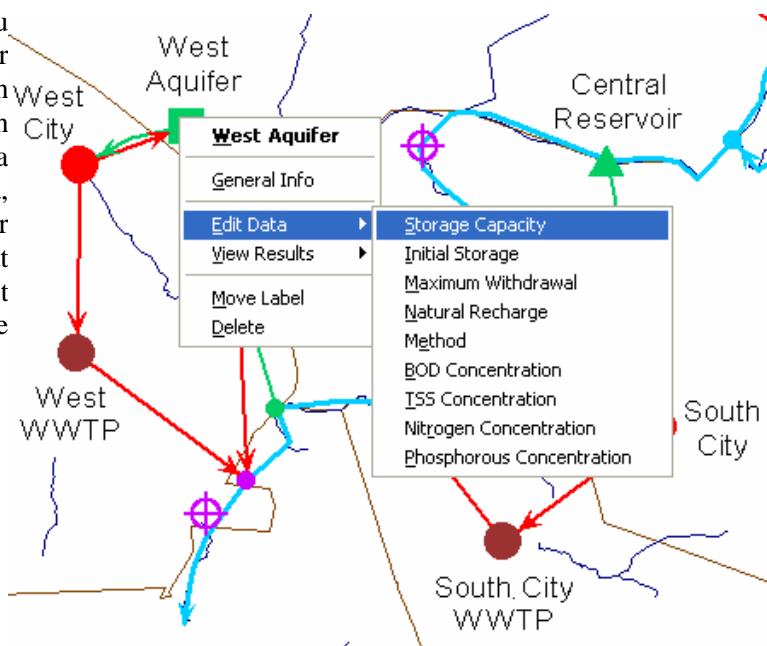 West
Aquifer
West
City
Central
Reservoir
West Aquifer
General Info
Edit Data
View Results
Move Label
Delete
Storage Capacity
Initial Storage
Maximum Withdrawal
Natural Recharge
Method
BOD Concentration
TSS Concentration
Nitrogen Concentration
Phosphorous Concentration
West
WWTP
South
City
South City
WWTP